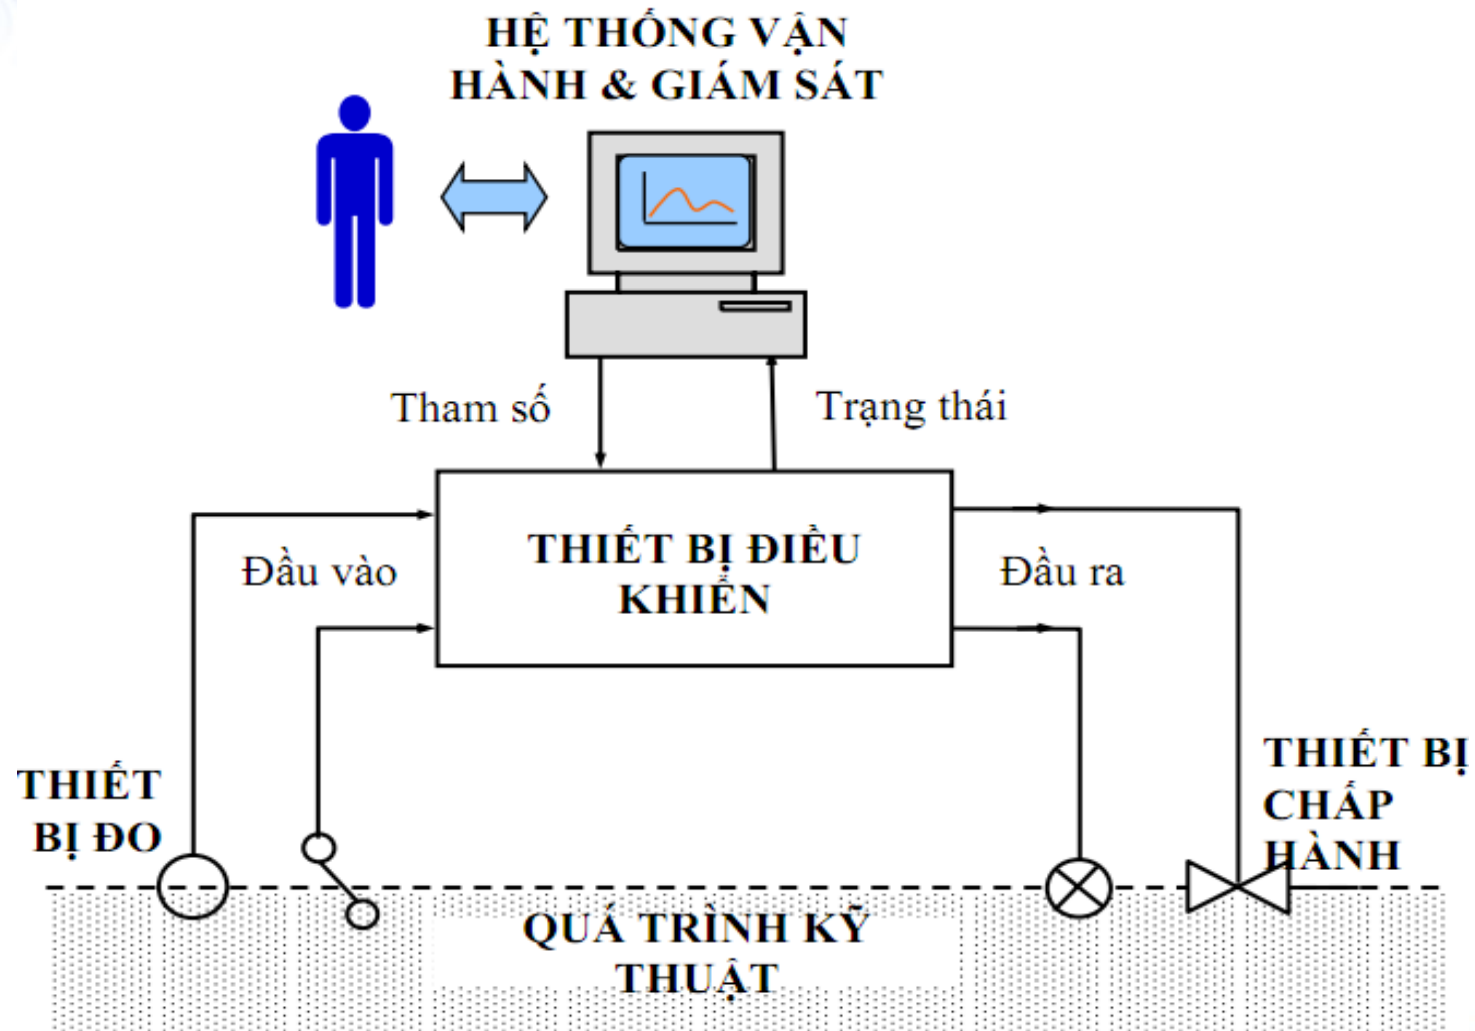 HỆ THỐNG VẬN
HÀNH & GIÁM SÁT
Tham số
Trạng thái
THIẾT BỊ ĐIỀU
KHIỂN
Đầu vào
Đầu ra
THIẾT
BỊ ĐO
THIẾT BỊ
CHẤP
HÀNH
QUÁ TRÌNH KỸ
THUẬT